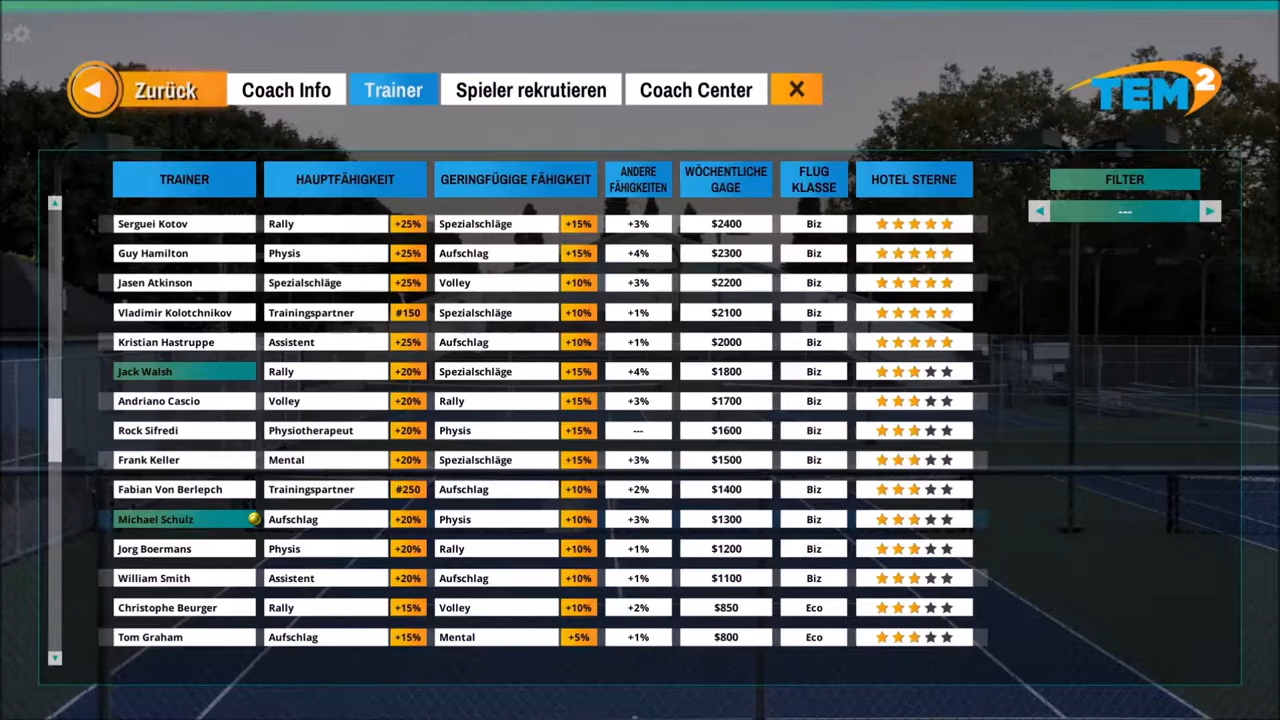 Zurück Coach Info Trainer Spieler rekrutieren Coach Center X
TEM2
TRAINER HAUPTFÄHIGKEIT GERINGFÜGIGE FÄHIGKEIT ANDERE FÄHIGKEITEN WÖCHENTLICHE GAGE FLUG KLASSE HOTEL STERNE FILTER
---
Serguei Kotov Rally +25% Spezialschläge +15% +3% $2400 Biz
Guy Hamilton Physis +25% Aufschlag +15% +4% $2300 Biz
Jasen Atkinson Spezialschläge +25% Volley +10% +3% $2200 Biz
Vladimir Kolotchnikov Trainingspartner #150 Spezialschläge +10% +1% $2100 Biz
Kristian Hastruppe Assistent +25% Aufschlag +10% +1% $2000 Biz
Jack Walsh Rally +20% Spezialschläge +15% +4% $1800 Biz
Andriano Cascio Volley +20% Rally +15% +3% $1700 Biz
Rock Sifredi Physiotherapeut +20% Physis +15% --- $1600 Biz
Frank Keller Mental +20% Spezialschläge +15% +3% $1500 Biz
Fabian Von Berlepch Trainingspartner #250 Aufschlag +10% +2% $1400 Biz
Michael Schulz Aufschlag +20% Physis +10% +3% $1300 Biz
Jorg Boermans Physis +20% Rally +10% +1% $1200 Biz
William Smith Assistent +20% Aufschlag +10% +1% $1100 Biz
Christophe Beurger Rally +15% Volley +10% +2% $850 Eco
Tom Graham Aufschlag +15% Mental +5% +1% $800 Eco